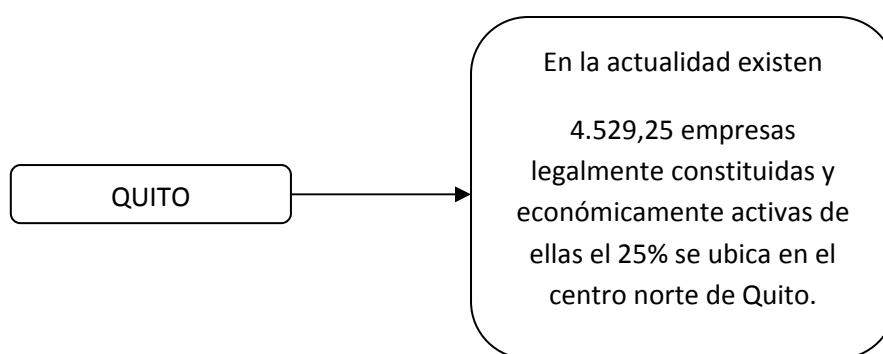 QUITO
En la actualidad existen
4.529,25 empresas
legalmente constituidas y
económicamente activas de
ellas el 25% se ubica en el
centro norte de Quito.